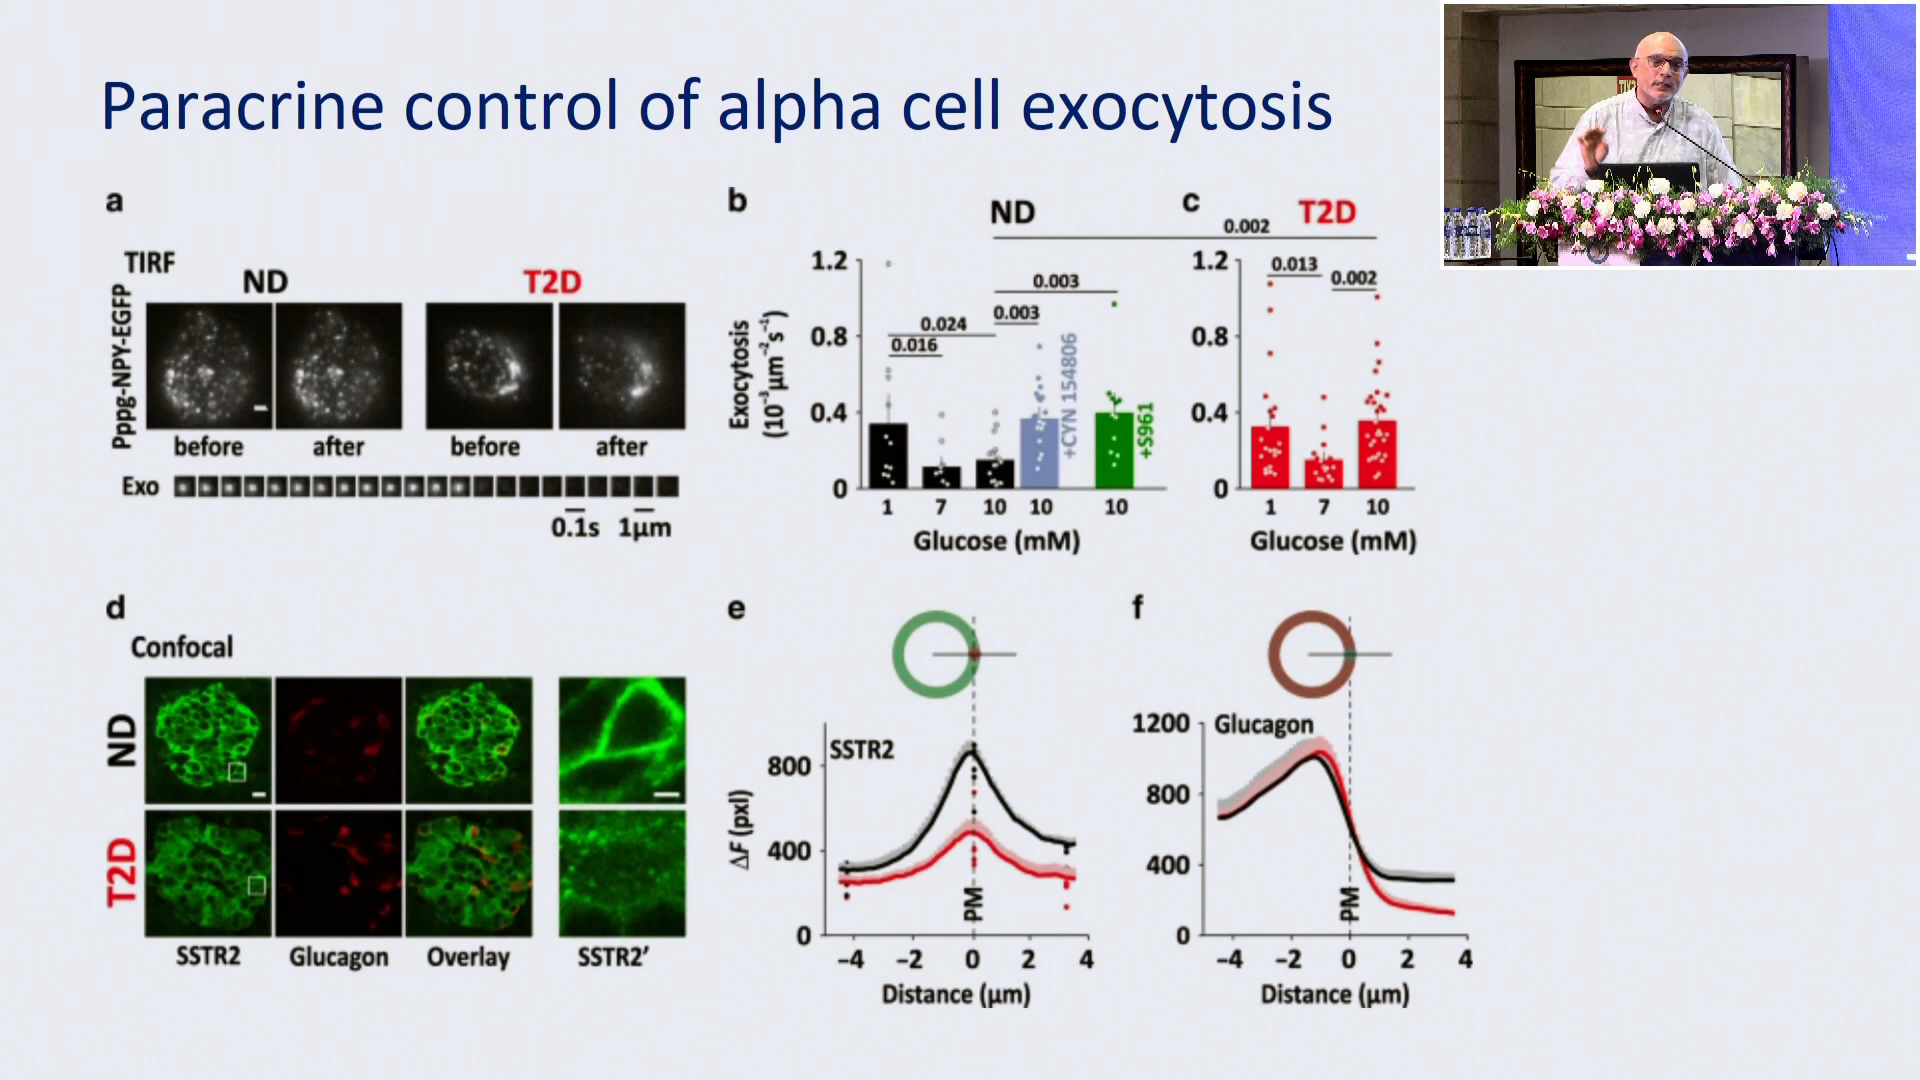 Paracrine control of alpha cell exocytosis
a
TIRF
ND
T2D
Pppg-NPY-EGFP
before
after
before
after
Exo
0.1s
1μm
b
ND
c
T2D
0.002
1.2
0.8
0.4
0
Exocytosis
(10⁻³μm⁻²s⁻¹)
0.003
0.003
0.024
0.016
+CYN 154806
+S961
1
7
10
10
10
Glucose (mM)
1.2
0.8
0.4
0
0.013
0.002
1
7
10
Glucose (mM)
d
Confocal
ND
T2D
SSTR2
Glucagon
Overlay
SSTR2’
e
SSTR2
800
400
0
ΔF (pxl)
PM
−4
−2
0
2
4
Distance (μm)
f
Glucagon
1200
800
400
0
PM
−4
−2
0
2
4
Distance (μm)